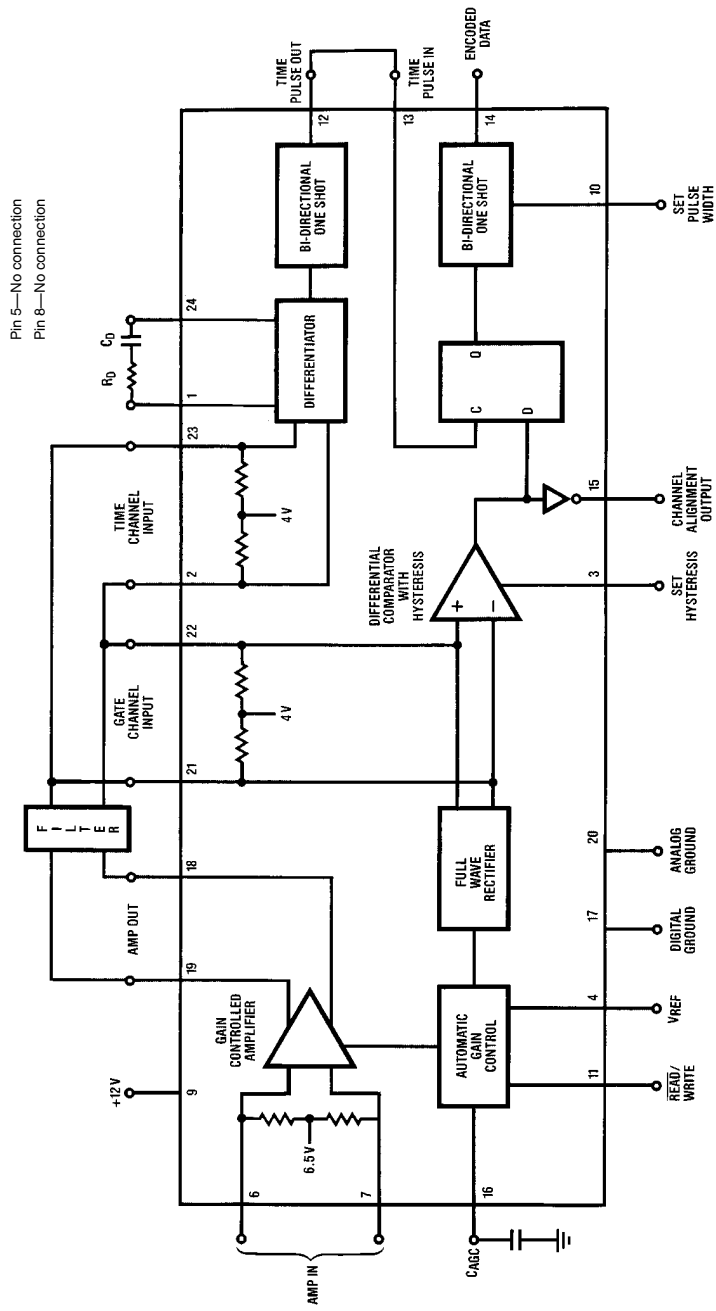 Pin 5—No connection
Pin 8—No connection
FILTER
AMP OUT
GATE
CHANNEL
INPUT
TIME
CHANNEL
INPUT
RD
CD
+12V
9
19
18
21
22
2
23
1
24
AMP IN
6
7
6.5V
GAIN
CONTROLLED
AMPLIFIER
4V
4V
DIFFERENTIATOR
BI-DIRECTIONAL
ONE SHOT
12
TIME
PULSE OUT
13
TIME
PULSE IN
CAGC
16
AUTOMATIC
GAIN
CONTROL
FULL
WAVE
RECTIFIER
DIFFERENTIAL
COMPARATOR
WITH
HYSTERESIS
+
−
C
D
Q
BI-DIRECTIONAL
ONE SHOT
14
ENCODED
DATA
11
READ/
WRITE
4
VREF
17
DIGITAL
GROUND
20
ANALOG
GROUND
3
SET
HYSTERESIS
15
CHANNEL
ALIGNMENT
OUTPUT
10
SET
PULSE
WIDTH